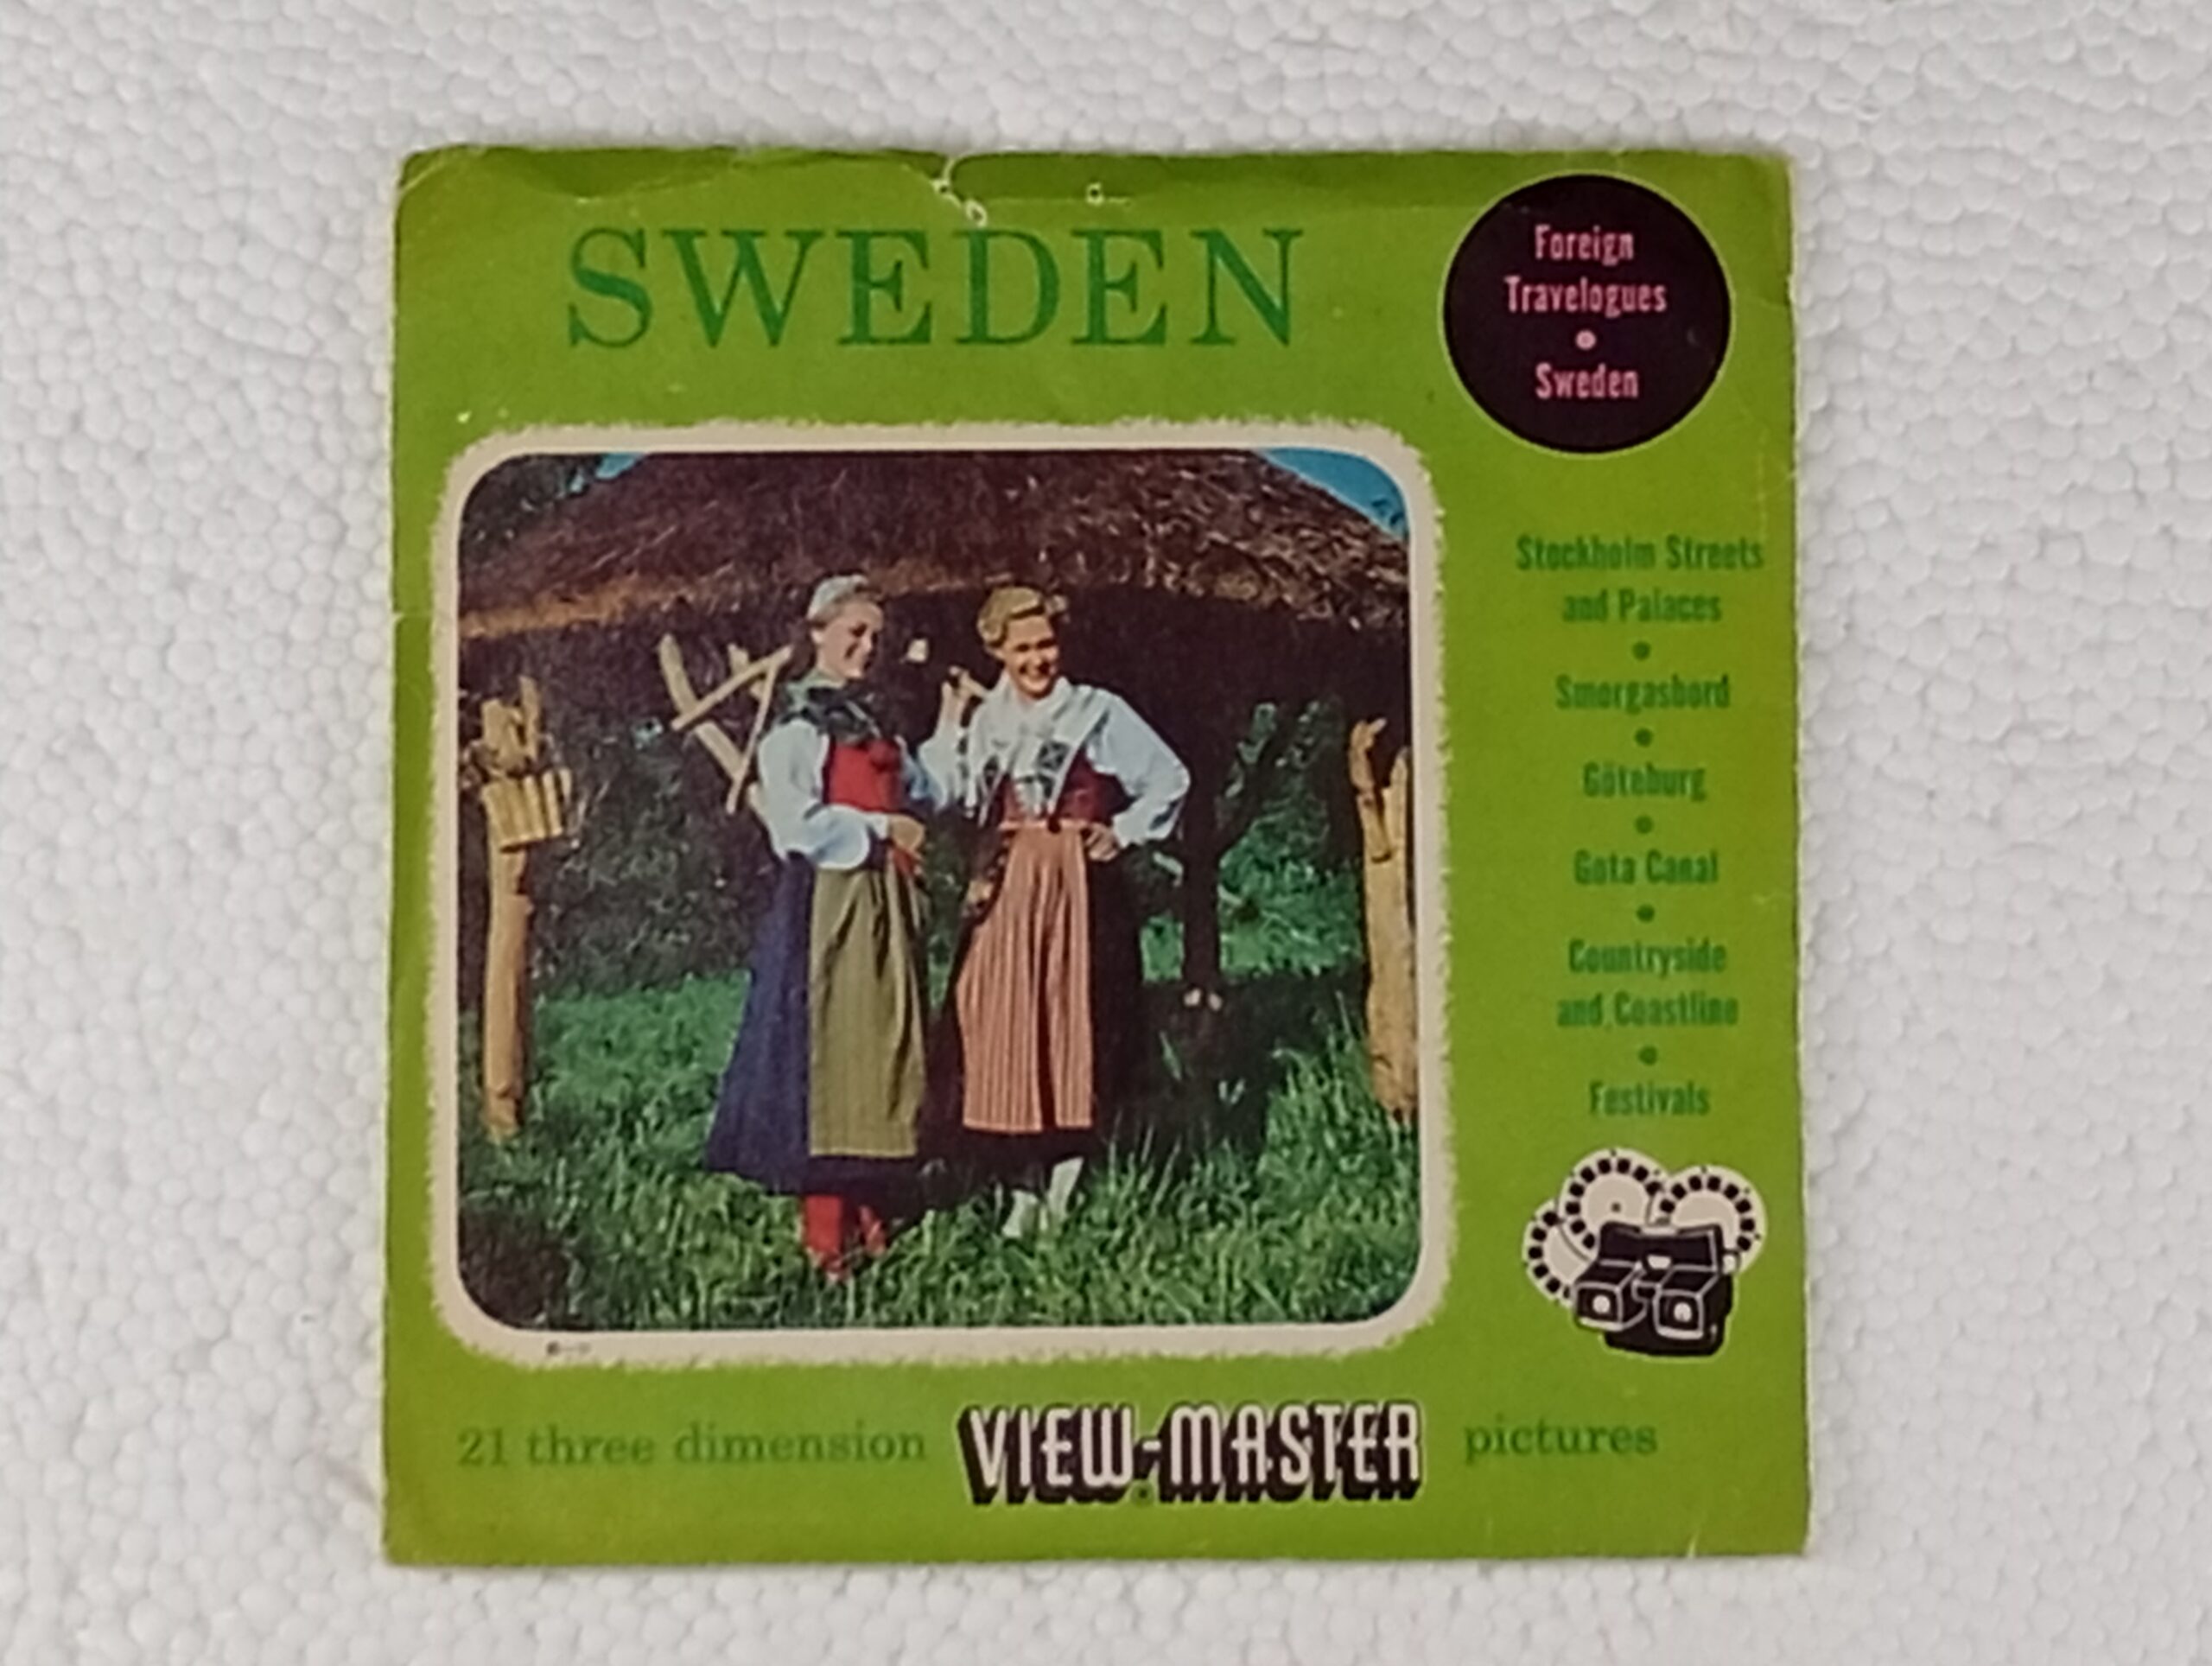 SWEDEN
Foreign
Travelogues
•
Sweden
Stockholm Streets
and Palaces
•
Smorgasbord
•
Göteburg
•
Gota Canal
•
Countryside
and Coastline
•
Festivals
21 three dimension VIEW-MASTER pictures